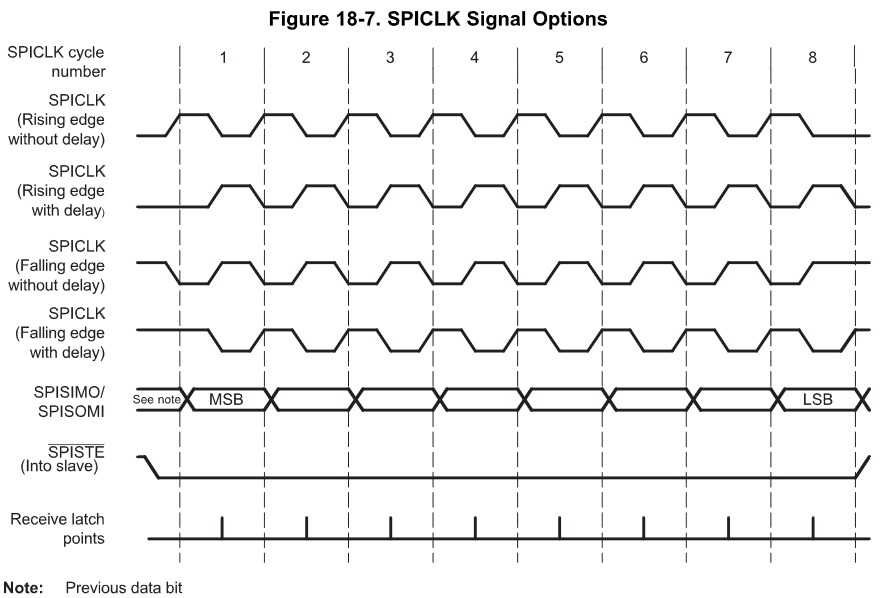 Figure 18-7. SPICLK Signal Options
SPICLK cycle
number
1 2 3 4 5 6 7 8
SPICLK
(Rising edge
without delay)
SPICLK
(Rising edge
with delay)
SPICLK
(Falling edge
without delay)
SPICLK
(Falling edge
with delay)
SPISIMO/
SPISOMI
See note MSB LSB
SPISTE
(Into slave)
Receive latch
points
Note: Previous data bit